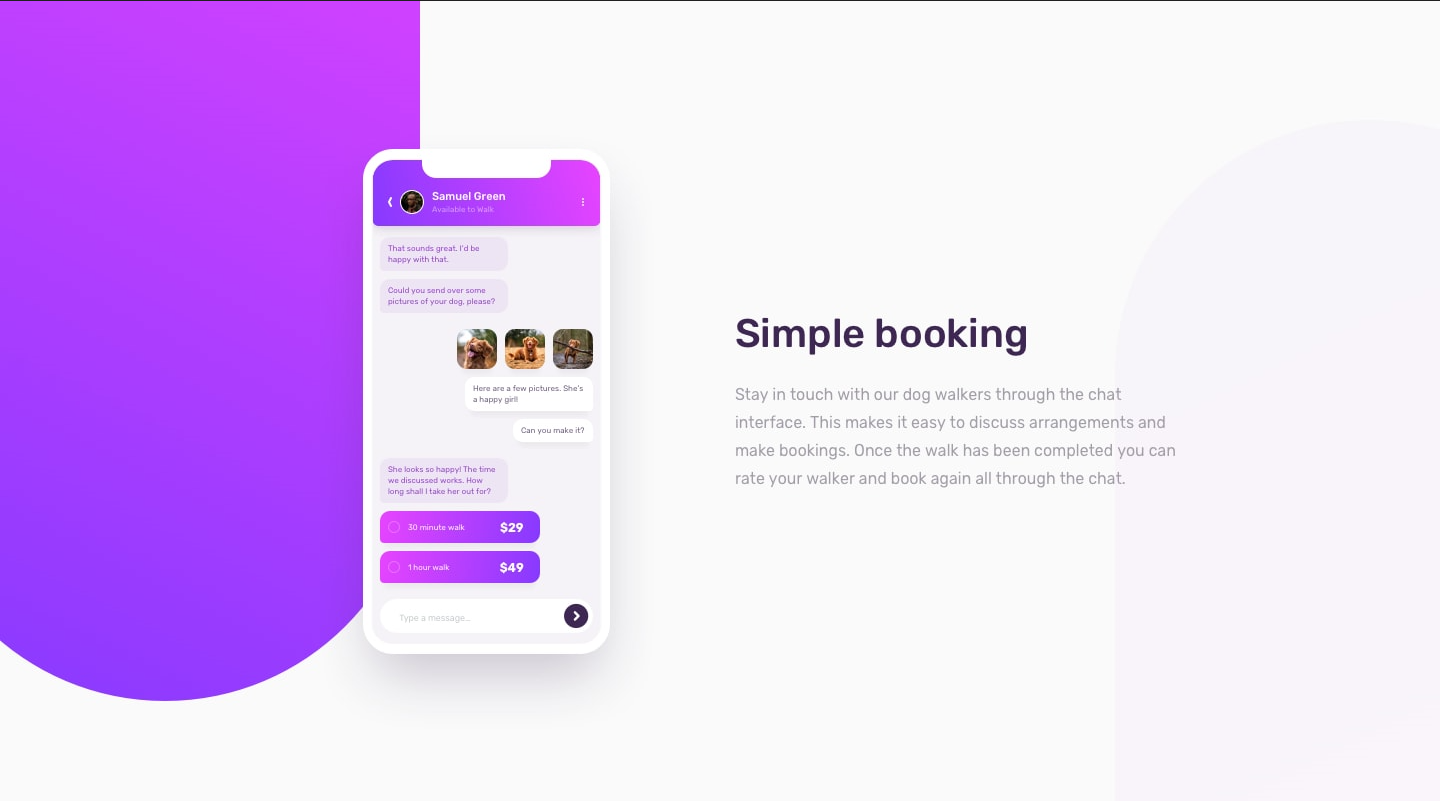 Samuel Green
Available to Walk
That sounds great. I'd be
happy with that.
Could you send over some
pictures of your dog, please?
Here are a few pictures. She's
a happy girl!
Can you make it?
She looks so happy! The time
we discussed works. How
long shall I take her out for?
30 minute walk $29
1 hour walk $49
Type a message...
Simple booking
Stay in touch with our dog walkers through the chat
interface. This makes it easy to discuss arrangements and
make bookings. Once the walk has been completed you can
rate your walker and book again all through the chat.